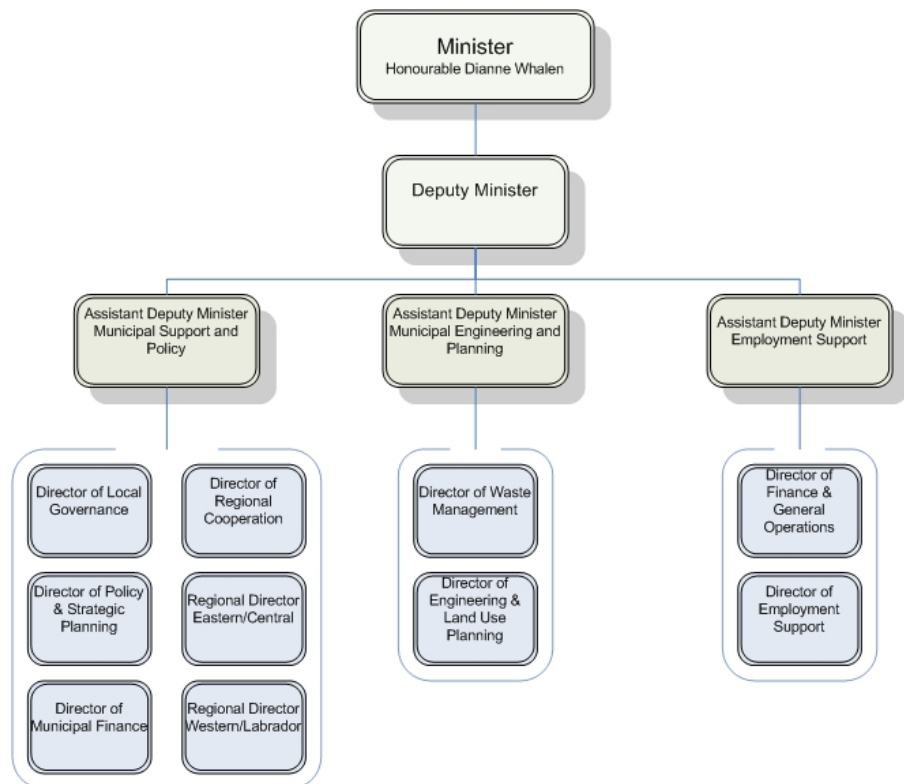 Minister
Honourable Dianne Whalen
Deputy Minister
Assistant Deputy Minister
Municipal Support and
Policy
Assistant Deputy Minister
Municipal Engineering and
Planning
Assistant Deputy Minister
Employment Support
Director of Local
Governance
Director of
Regional
Cooperation
Director of Policy
& Strategic
Planning
Regional Director
Eastern/Central
Director of
Municipal Finance
Regional Director
Western/Labrador
Director of Waste
Management
Director of
Engineering &
Land Use
Planning
Director of
Finance &
General
Operations
Director of
Employment
Support